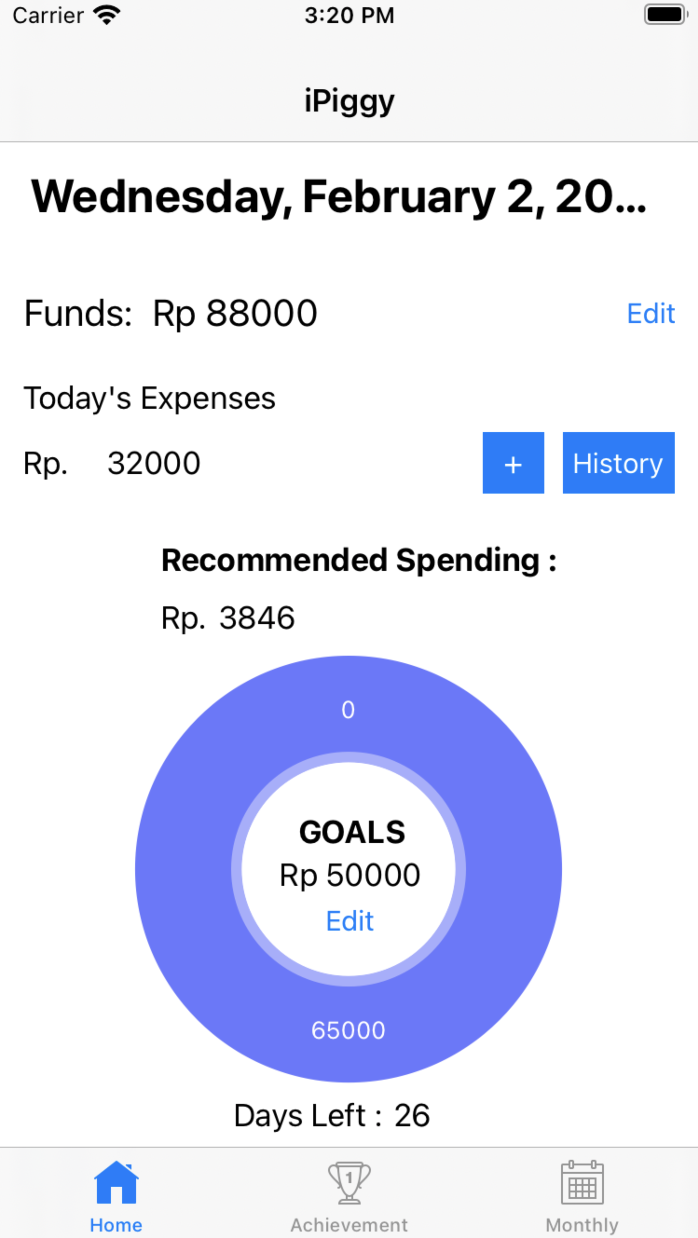 Carrier 3:20 PM
iPiggy
Wednesday, February 2, 20...
Funds: Rp 88000 Edit
Today's Expenses
Rp. 32000 + History
Recommended Spending :
Rp. 3846
0
GOALS
Rp 50000
Edit
65000
Days Left : 26
1
Home Achievement Monthly